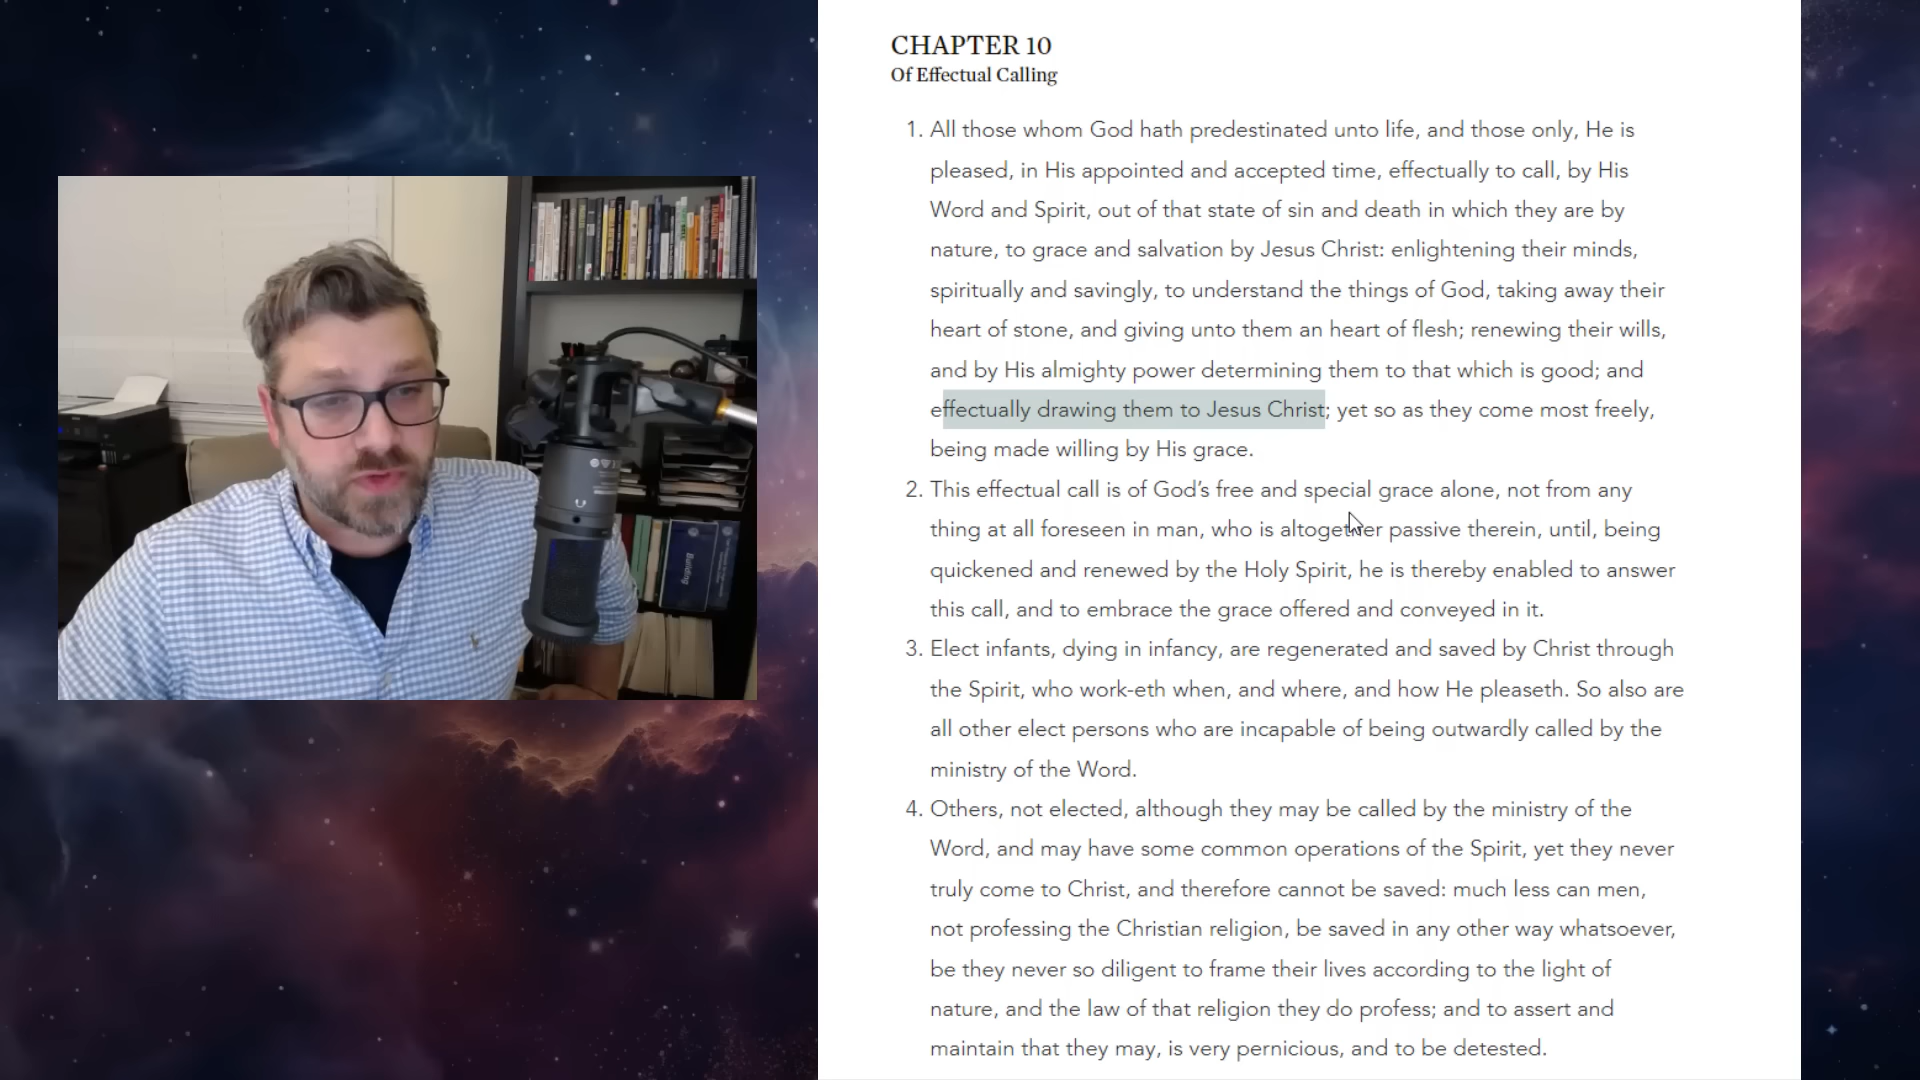 CHAPTER 10
Of Effectual Calling
1. All those whom God hath predestinated unto life, and those only, He is
pleased, in His appointed and accepted time, effectually to call, by His
Word and Spirit, out of that state of sin and death in which they are by
nature, to grace and salvation by Jesus Christ: enlightening their minds,
spiritually and savingly, to understand the things of God, taking away their
heart of stone, and giving unto them an heart of flesh; renewing their wills,
and by His almighty power determining them to that which is good; and
effectually drawing them to Jesus Christ; yet so as they come most freely,
being made willing by His grace.
2. This effectual call is of God's free and special grace alone, not from any
thing at all foreseen in man, who is altogether passive therein, until, being
quickened and renewed by the Holy Spirit, he is thereby enabled to answer
this call, and to embrace the grace offered and conveyed in it.
3. Elect infants, dying in infancy, are regenerated and saved by Christ through
the Spirit, who work-eth when, and where, and how He pleaseth. So also are
all other elect persons who are incapable of being outwardly called by the
ministry of the Word.
4. Others, not elected, although they may be called by the ministry of the
Word, and may have some common operations of the Spirit, yet they never
truly come to Christ, and therefore cannot be saved: much less can men,
not professing the Christian religion, be saved in any other way whatsoever,
be they never so diligent to frame their lives according to the light of
nature, and the law of that religion they do profess; and to assert and
maintain that they may, is very pernicious, and to be detested.
Building